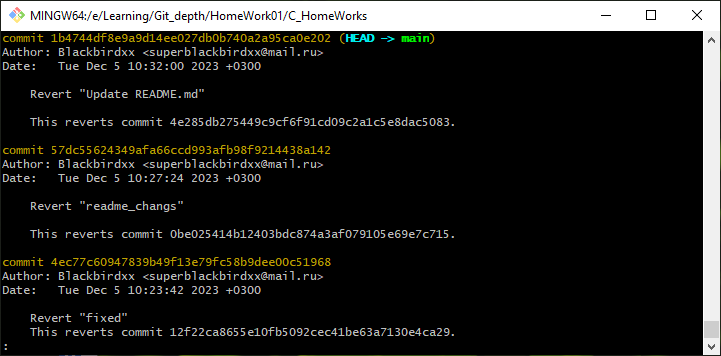 MINGW64:/e/Learning/Git_depth/HomeWork01/C_HomeWorks
commit 1b4744df8e9a9d14ee027db0b740a2a95ca0e202 (HEAD -> main)
Author: Blackbirdxx <superblackbirdxx@mail.ru>
Date:   Tue Dec 5 10:32:00 2023 +0300
Revert "Update README.md"
This reverts commit 4e285db275449c9cf6f91cd09c2a1c5e8dac5083.
commit 57dc55624349afa66ccd993afb98f9214438a142
Author: Blackbirdxx <superblackbirdxx@mail.ru>
Date:   Tue Dec 5 10:27:24 2023 +0300
Revert "readme_changs"
This reverts commit 0be025414b12403bdc874a3af079105e69e7c715.
commit 4ec77c60947839b49f13e79fc58b9dee00c51968
Author: Blackbirdxx <superblackbirdxx@mail.ru>
Date:   Tue Dec 5 10:23:42 2023 +0300
Revert "fixed"
This reverts commit 12f22ca8655e10fb5092cec41be63a7130e4ca29.
: